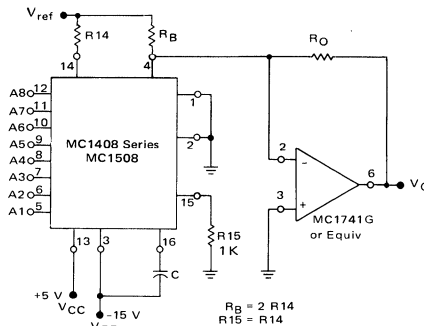 Vref
R14
RB
RO
14
4
A8 12
A7 11
A6 10
A5 9
A4 8
A3 7
A2 6
A1 5
MC1408 Series
MC1508
1
2
15
R15
1 K
13
3
16
C
+5 V
VCC
-15 V
2
3
-
+
6
MC1741G
or Equiv
RB = 2 R14
R15 = R14